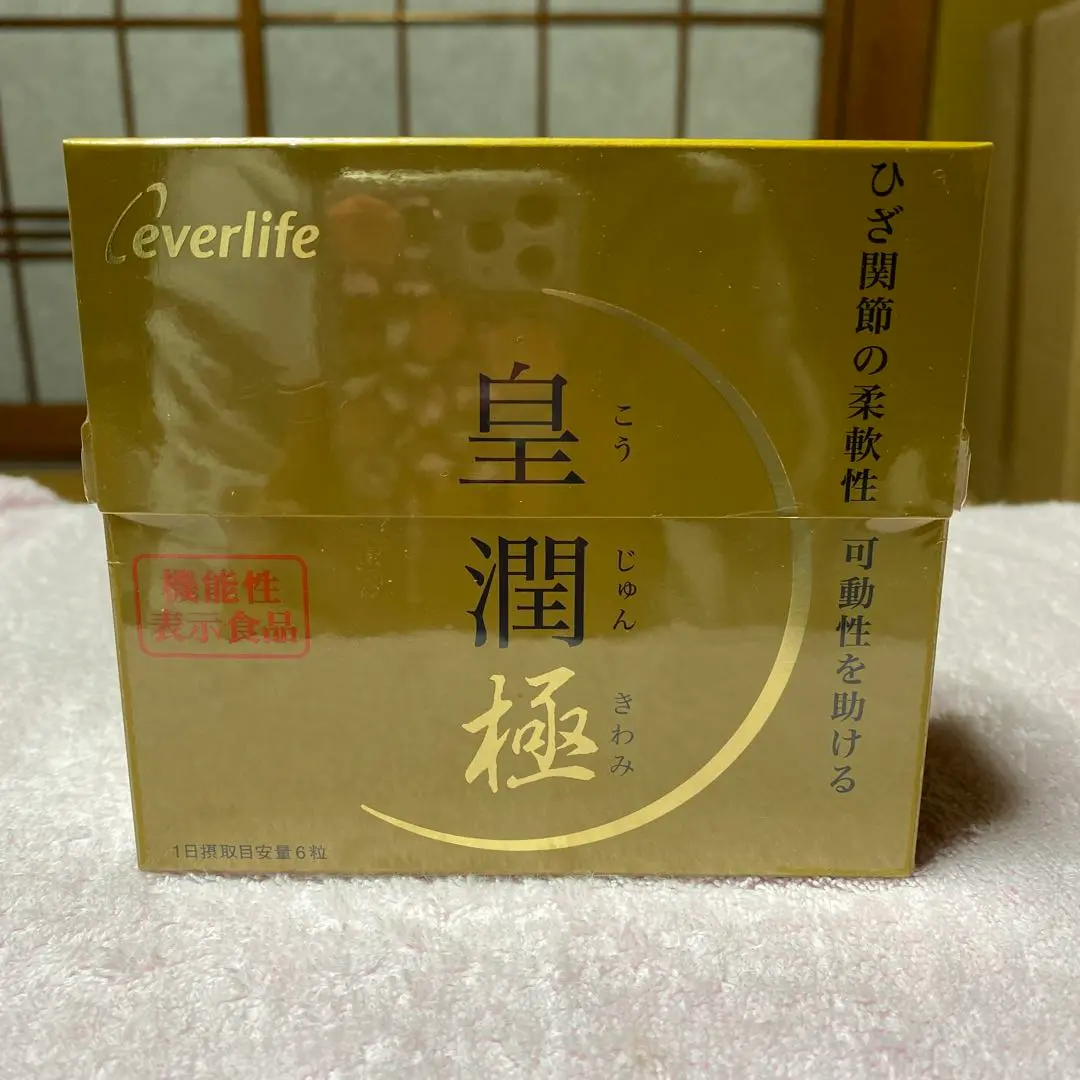 everlife
ひざ関節の柔軟性 可動性を助ける
皇潤極
こう
じゅん
きわみ
機能性
表示食品
1日摂取目安量6粒